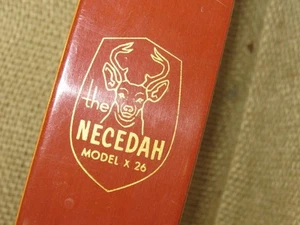 the
NECEDAH
MODEL X 26